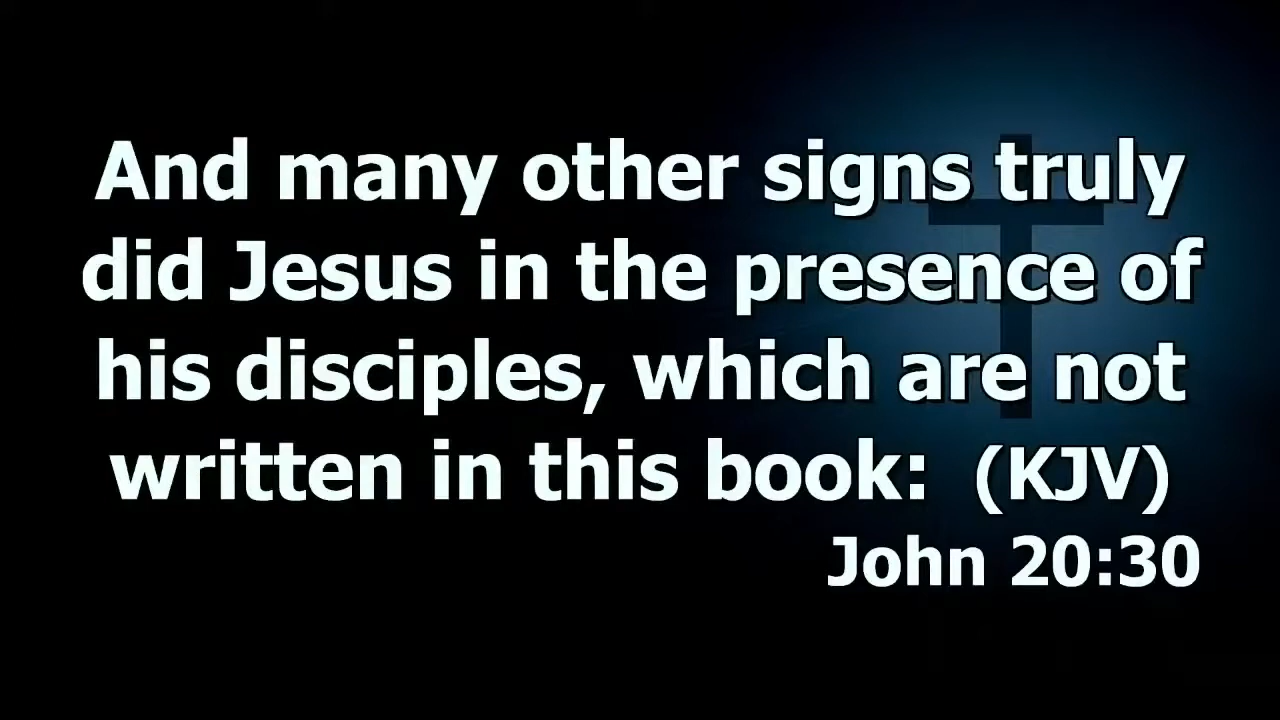 And many other signs truly
did Jesus in the presence of
his disciples, which are not
written in this book:  (KJV)
John 20:30